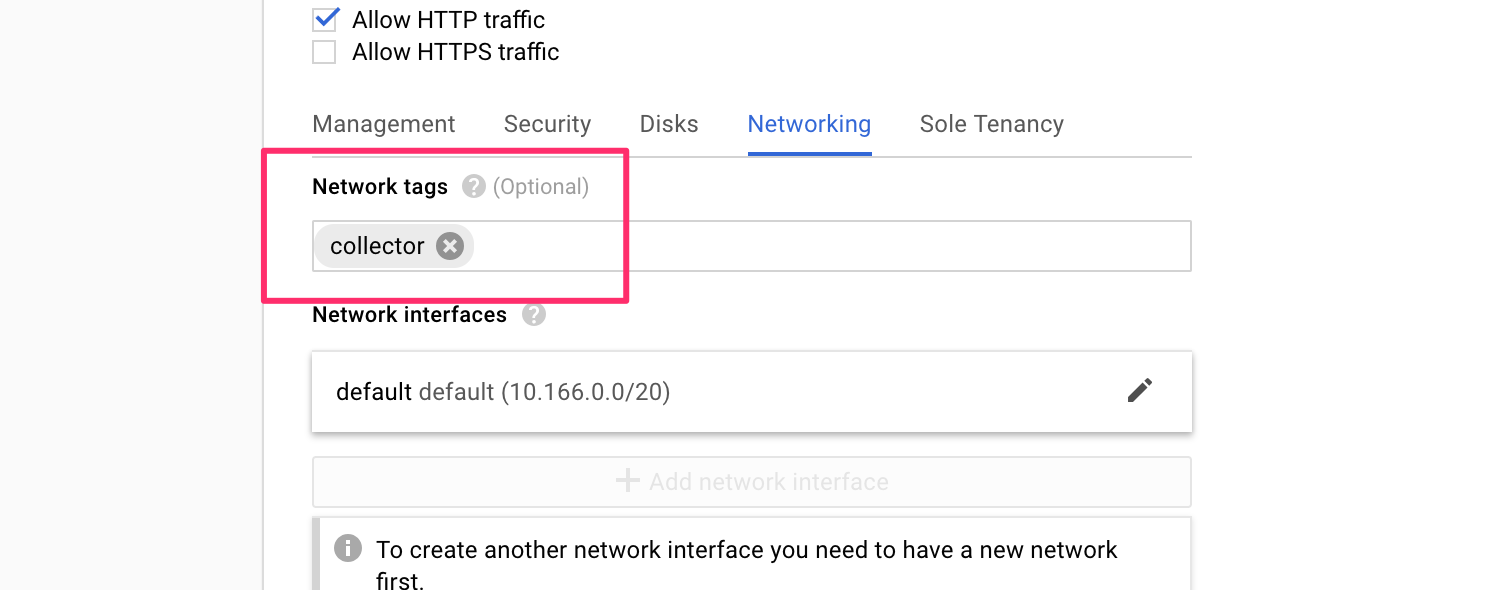 Allow HTTP traffic
Allow HTTPS traffic
Management Security Disks Networking Sole Tenancy
Network tags ? (Optional)
collector
Network interfaces ?
default default (10.166.0.0/20)
Add network interface
To create another network interface you need to have a new network
first.